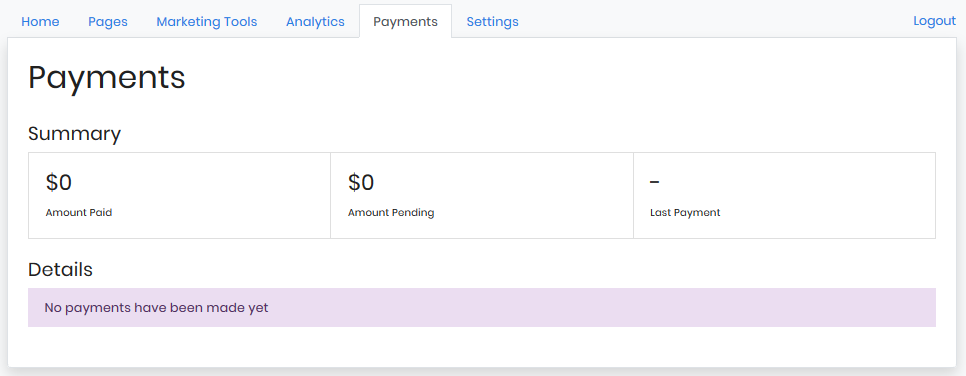 Home Pages Marketing Tools Analytics Payments Settings Logout
Payments
Summary
$0 $0 -
Amount Paid Amount Pending Last Payment
Details
No payments have been made yet